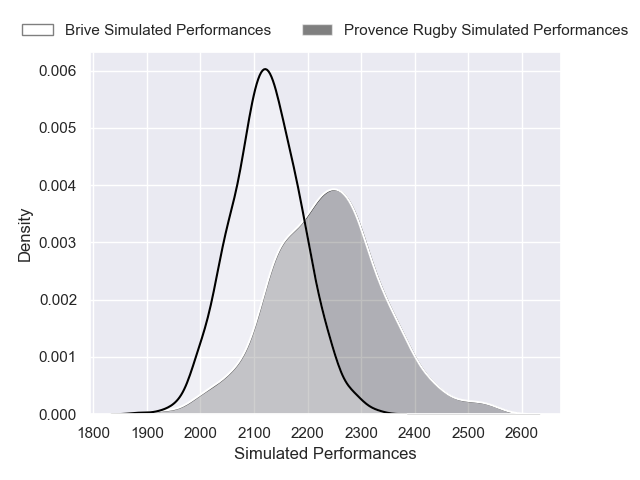 Brive Simulated Performances
Provence Rugby Simulated Performances
0.006
0.005
0.004
0.003
0.002
0.001
0.000
Density
1800 1900 2000 2100 2200 2300 2400 2500 2600
Simulated Performances